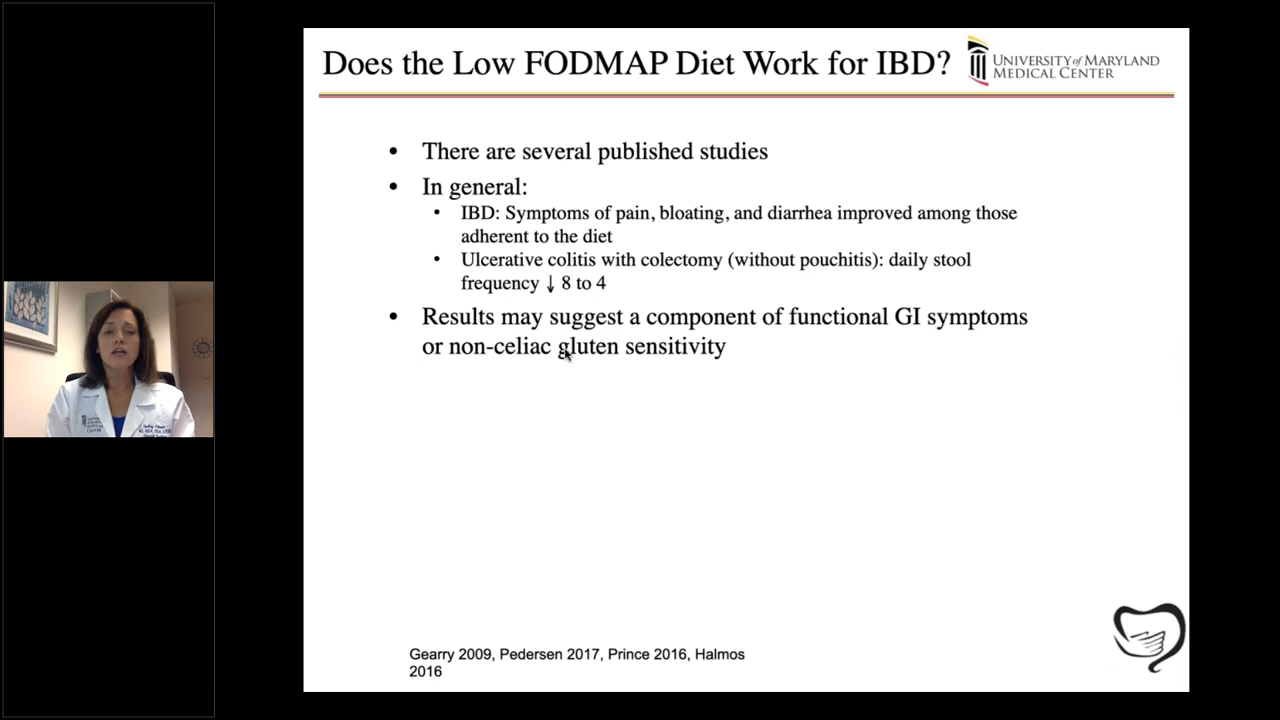 Does the Low FODMAP Diet Work for IBD?
UNIVERSITY of MARYLAND
MEDICAL CENTER
• There are several published studies
• In general:
• IBD: Symptoms of pain, bloating, and diarrhea improved among those
adherent to the diet
• Ulcerative colitis with colectomy (without pouchitis): daily stool
frequency ↓ 8 to 4
• Results may suggest a component of functional GI symptoms
or non-celiac gluten sensitivity
Gearry 2009, Pedersen 2017, Prince 2016, Halmos
2016